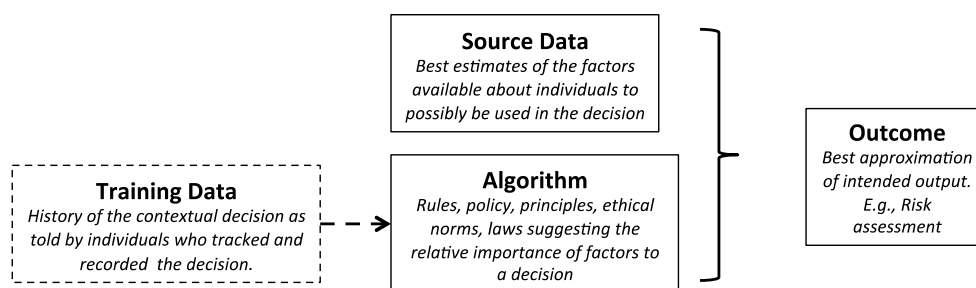 Source Data
Best estimates of the factors
available about individuals to
possibly be used in the decision
Training Data
History of the contextual decision as
told by individuals who tracked and
recorded the decision.
Algorithm
Rules, policy, principles, ethical
norms, laws suggesting the
relative importance of factors to
a decision
Outcome
Best approximation
of intended output.
E.g., Risk
assessment